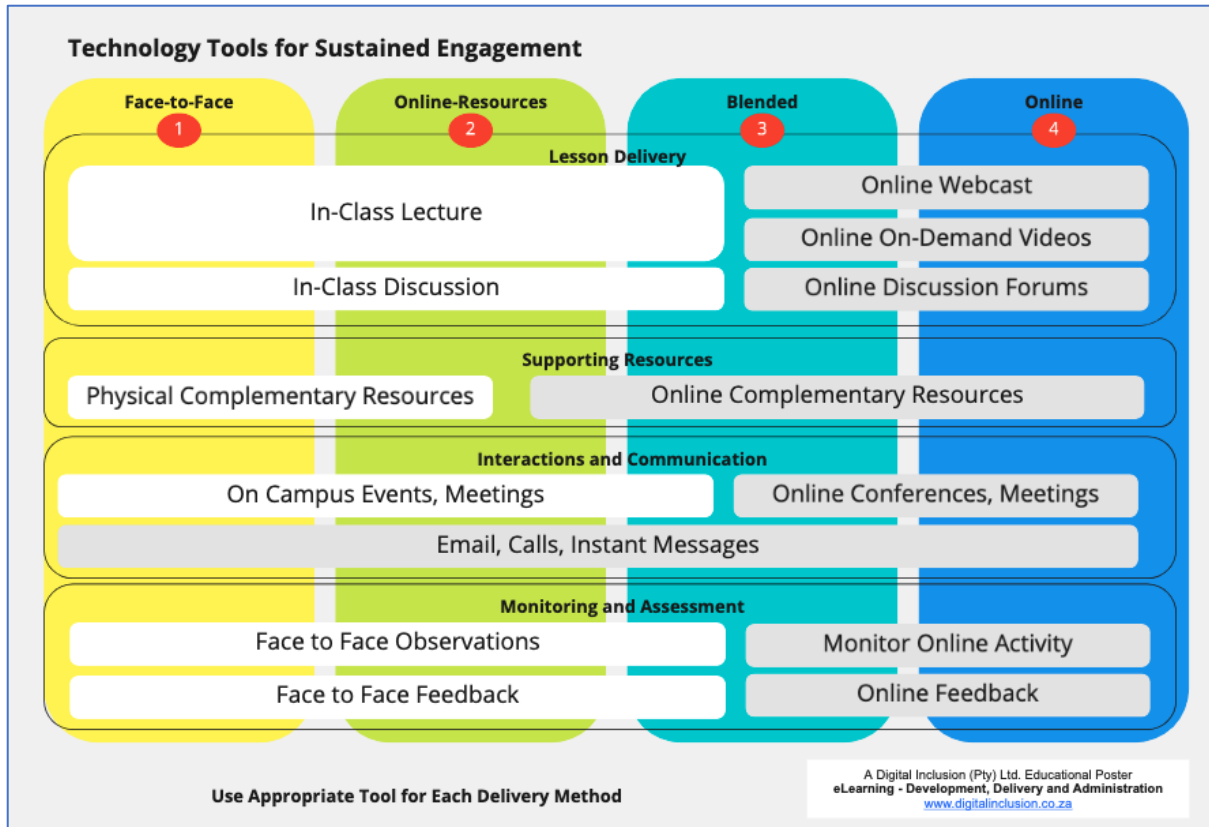 Technology Tools for Sustained Engagement
Face-to-Face
Online-Resources
Blended
Online
1
2
3
4
Lesson Delivery
In-Class Lecture
Online Webcast
Online On-Demand Videos
In-Class Discussion
Online Discussion Forums
Supporting Resources
Physical Complementary Resources
Online Complementary Resources
Interactions and Communication
On Campus Events, Meetings
Online Conferences, Meetings
Email, Calls, Instant Messages
Monitoring and Assessment
Face to Face Observations
Monitor Online Activity
Face to Face Feedback
Online Feedback
Use Appropriate Tool for Each Delivery Method
A Digital Inclusion (Pty) Ltd. Educational Poster
eLearning - Development, Delivery and Administration
www.digitalinclusion.co.za